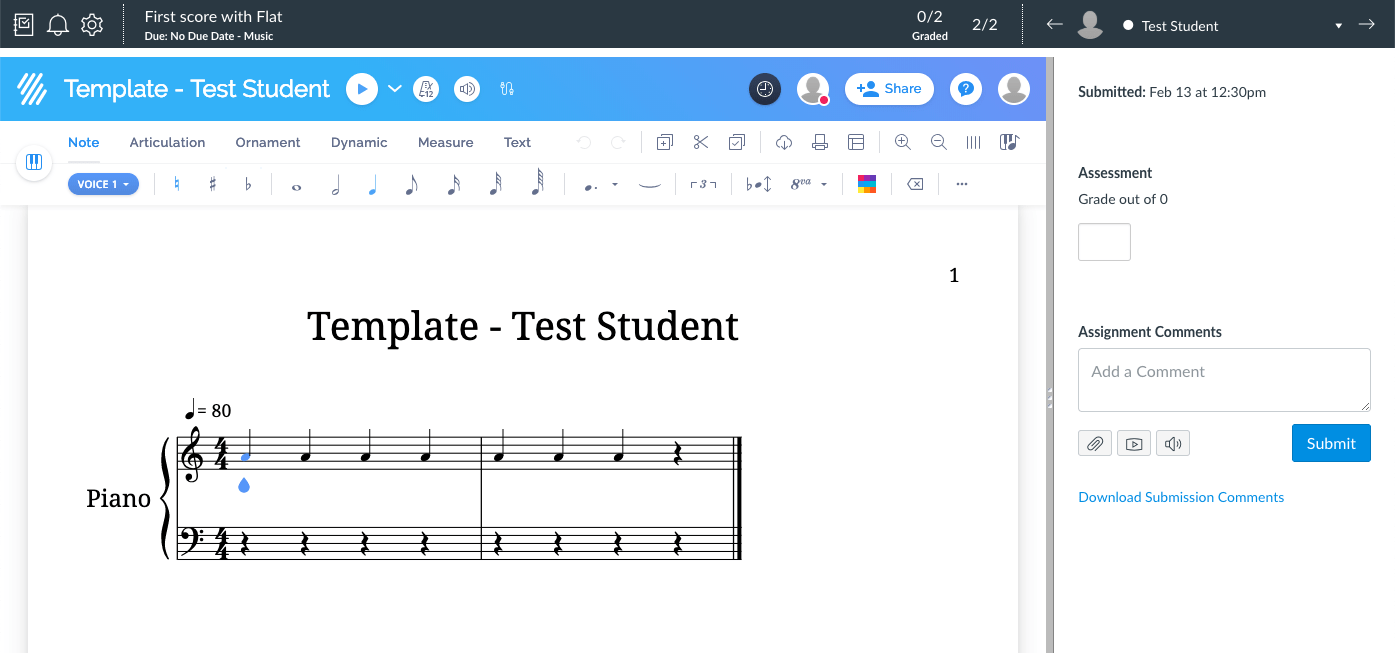 First score with Flat
Due: No Due Date - Music
0/2
Graded
2/2
Test Student
Template - Test Student
Share
Note
Articulation
Ornament
Dynamic
Measure
Text
VOICE 1
3
8va
1
Template - Test Student
= 80
Piano
Submitted: Feb 13 at 12:30pm
Assessment
Grade out of 0
Assignment Comments
Add a Comment
Submit
Download Submission Comments